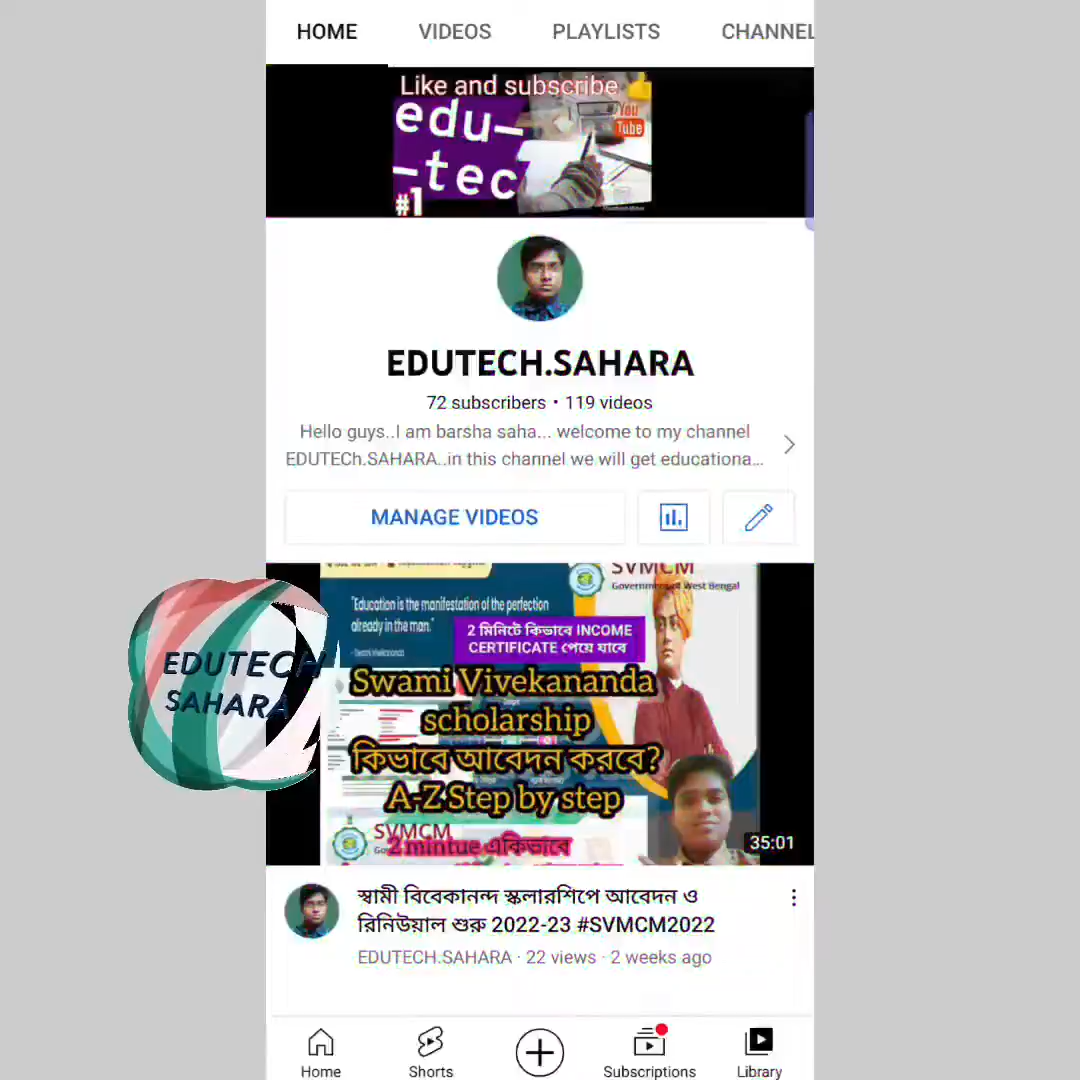 HOME VIDEOS PLAYLISTS CHANNEL
Like and subscribe
edu-
-tec
#1
You
Tube
EDUTECH.SAHARA
72 subscribers • 119 videos
Hello guys..I am barsha saha... welcome to my channel
EDUTECh.SAHARA..in this channel we will get educationa...
MANAGE VIDEOS
SVMCM
Government of West Bengal
"Education is the manifestation of the perfection
already in the man."
- Swami Vivekananda
2 মিনিটে কিভাবে INCOME
CERTIFICATE পেয়ে যাবে
EDUTECH
SAHARA
Swami Vivekananda
scholarship
কিভাবে আবেদন করবে?
A-Z Step by step
SVMCM
2 mintue একিভাবে
35:01
স্বামী বিবেকানন্দ স্কলারশিপে আবেদন ও
রিনিউয়াল শুরু 2022-23 #SVMCM2022
EDUTECH.SAHARA · 22 views · 2 weeks ago
Home Shorts Subscriptions Library